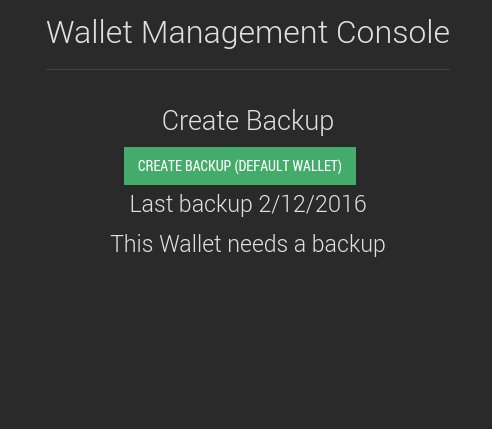 Wallet Management Console
Create Backup
CREATE BACKUP (DEFAULT WALLET)
Last backup 2/12/2016
This Wallet needs a backup